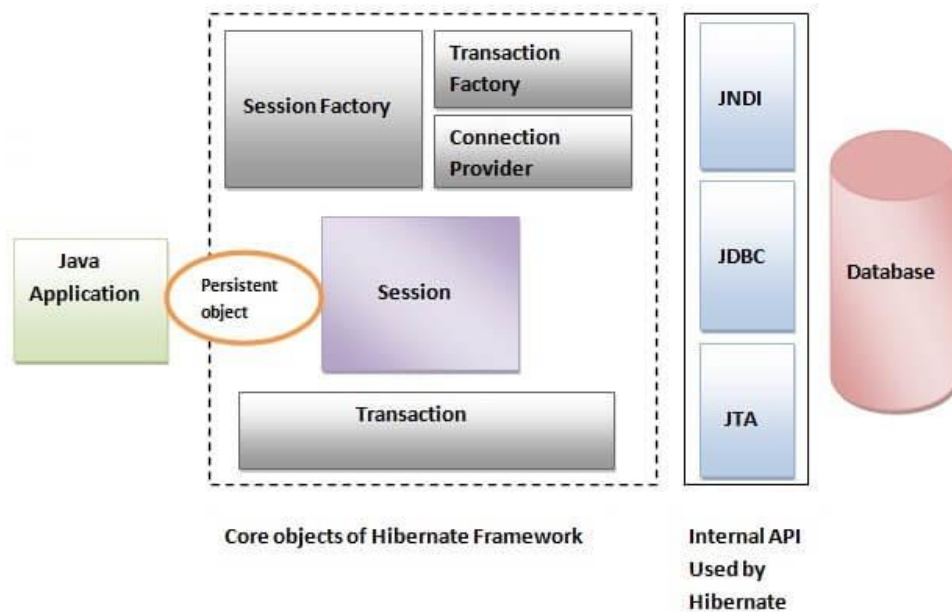 Session Factory
Transaction
Factory
Connection
Provider
JNDI
Java
Application
Persistent
object
Session
JDBC
Database
Transaction
JTA
Core objects of Hibernate Framework
Internal API
Used by
Hibernate